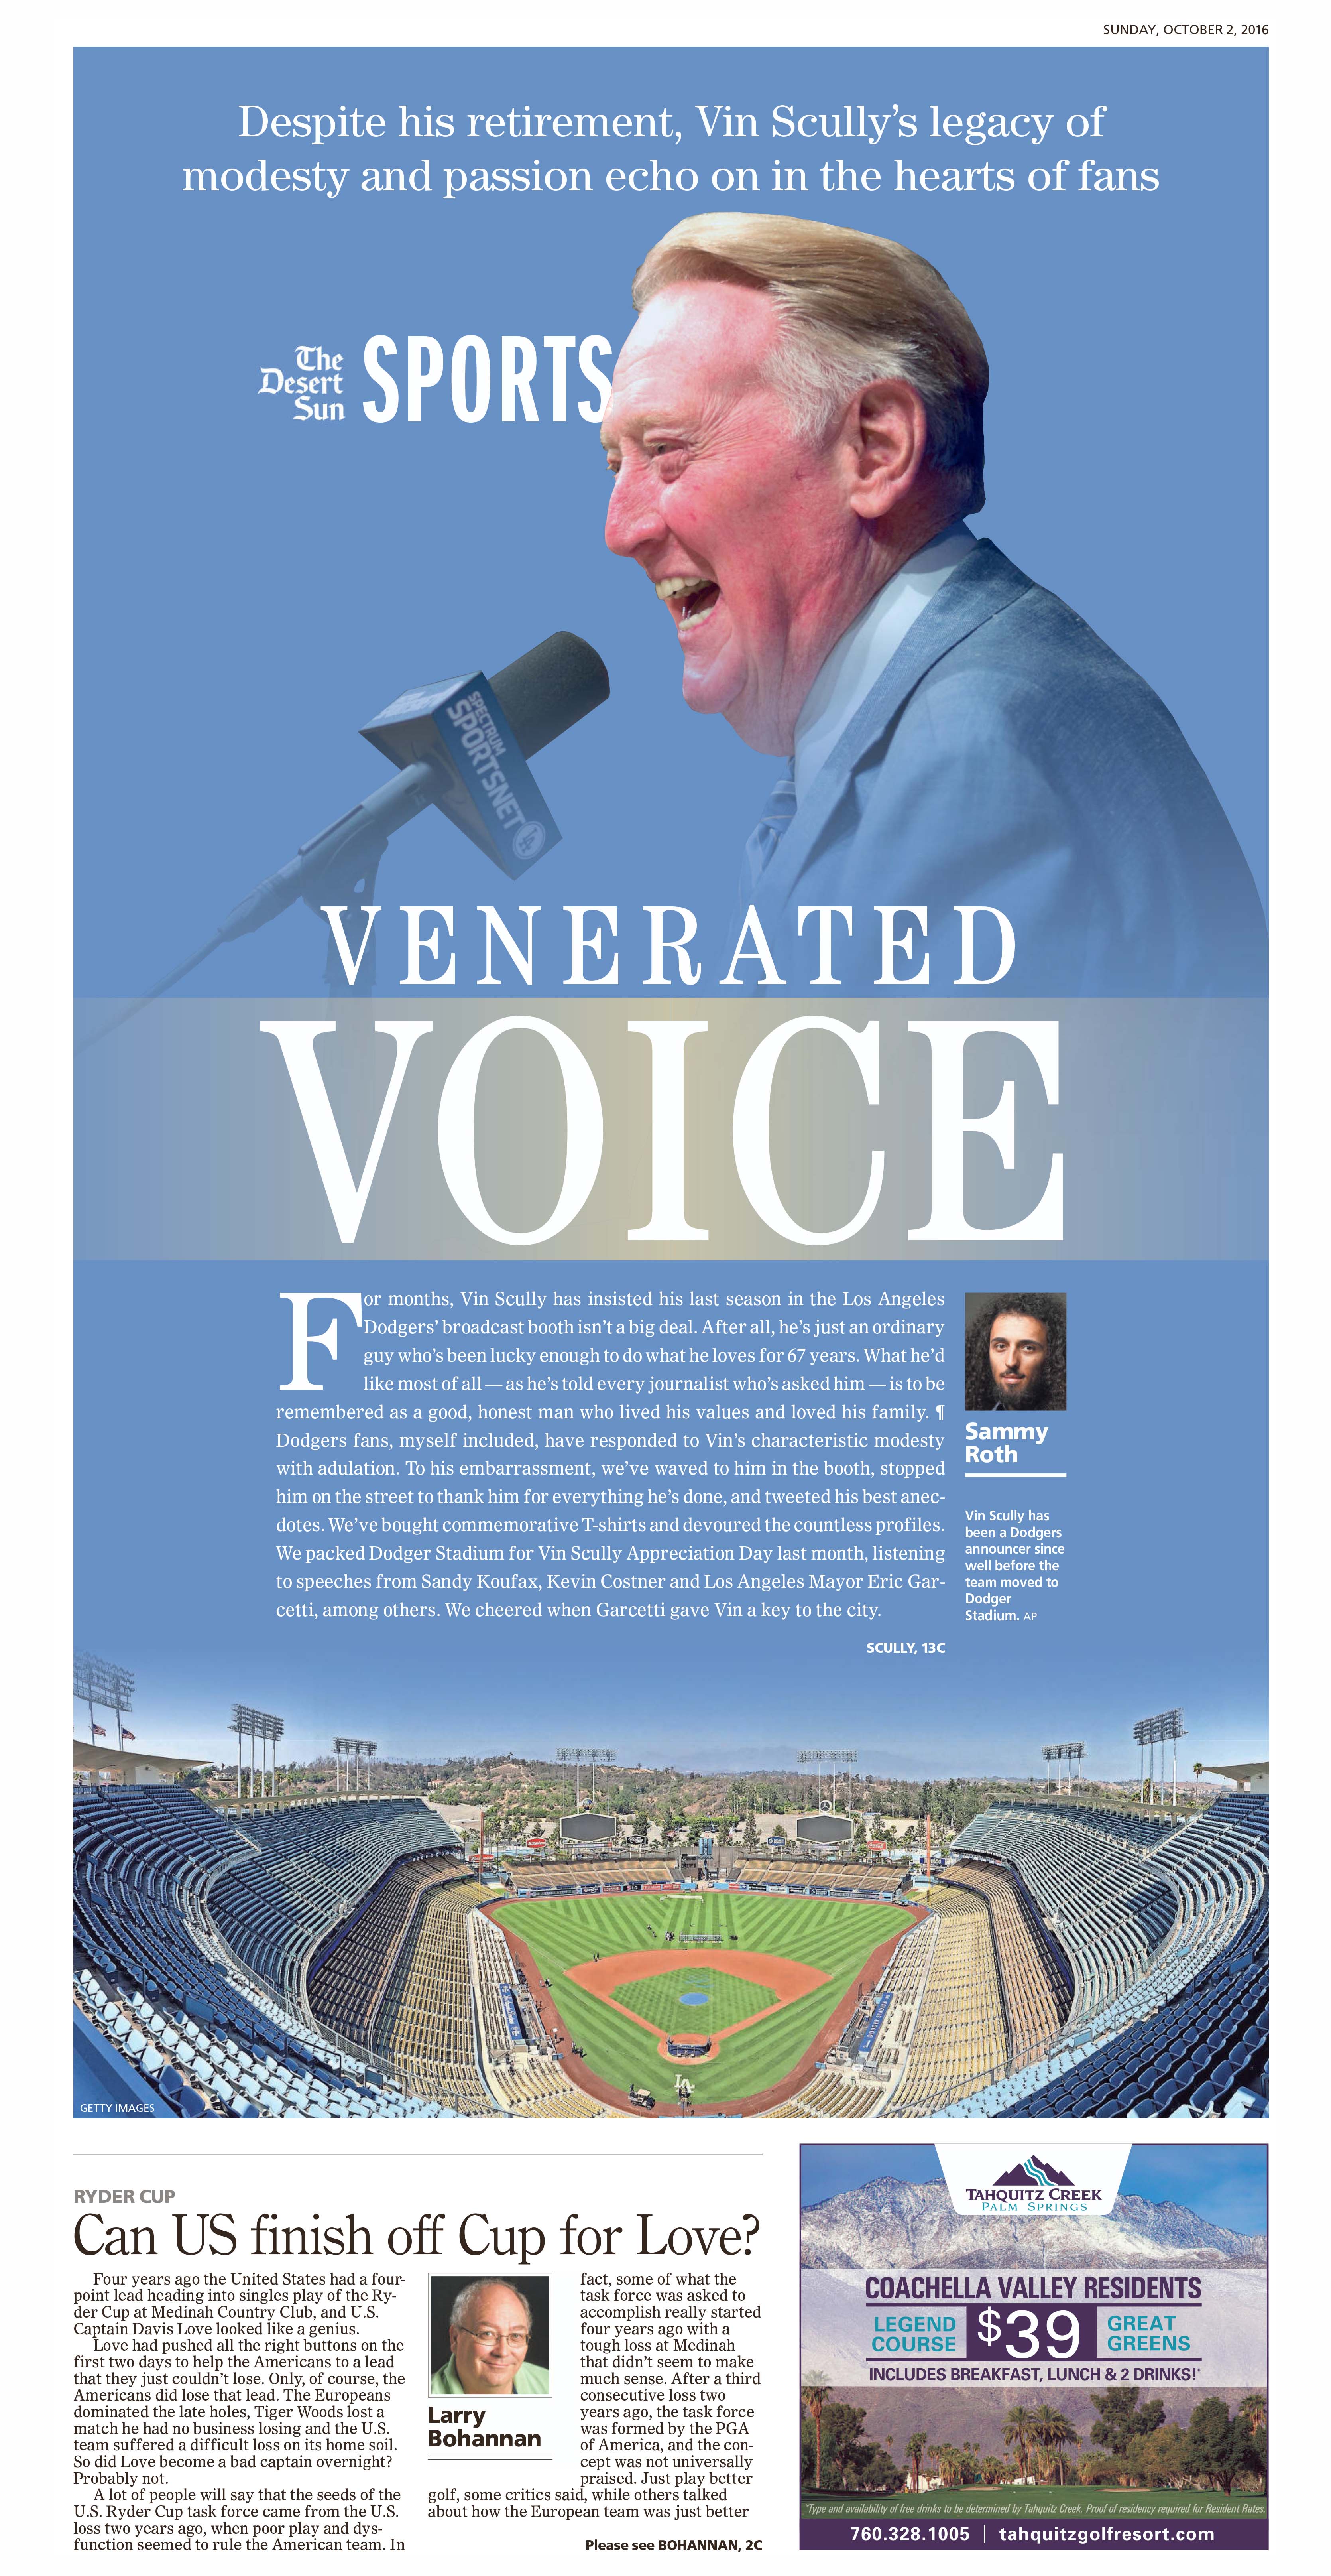 SUNDAY, OCTOBER 2, 2016
Despite his retirement, Vin Scully's legacy of
modesty and passion echo on in the hearts of fans
The
Desert
Sun
SPORTS
SPECTRUM
SPORTSNET
LA
VENERATED
VOICE
For months, Vin Scully has insisted his last season in the Los Angeles
Dodgers' broadcast booth isn't a big deal. After all, he's just an ordinary
guy who's been lucky enough to do what he loves for 67 years. What he'd
like most of all — as he's told every journalist who's asked him — is to be
remembered as a good, honest man who lived his values and loved his family. ¶
Dodgers fans, myself included, have responded to Vin's characteristic modesty
with adulation. To his embarrassment, we've waved to him in the booth, stopped
him on the street to thank him for everything he's done, and tweeted his best anec-
dotes. We've bought commemorative T-shirts and devoured the countless profiles.
We packed Dodger Stadium for Vin Scully Appreciation Day last month, listening
to speeches from Sandy Koufax, Kevin Costner and Los Angeles Mayor Eric Gar-
cetti, among others. We cheered when Garcetti gave Vin a key to the city.
SCULLY, 13C
Sammy
Roth
Vin Scully has
been a Dodgers
announcer since
well before the
team moved to
Dodger
Stadium. AP
LA
GETTY IMAGES
RYDER CUP
Can US finish off Cup for Love?
Four years ago the United States had a four-
point lead heading into singles play of the Ry-
der Cup at Medinah Country Club, and U.S.
Captain Davis Love looked like a genius.
Love had pushed all the right buttons on the
first two days to help the Americans to a lead
that they just couldn't lose. Only, of course, the
Americans did lose that lead. The Europeans
dominated the late holes, Tiger Woods lost a
match he had no business losing and the U.S.
team suffered a difficult loss on its home soil.
So did Love become a bad captain overnight?
Probably not.
A lot of people will say that the seeds of the
U.S. Ryder Cup task force came from the U.S.
loss two years ago, when poor play and dys-
function seemed to rule the American team. In
Larry
Bohannan
fact, some of what the
task force was asked to
accomplish really started
four years ago with a
tough loss at Medinah
that didn't seem to make
much sense. After a third
consecutive loss two
years ago, the task force
was formed by the PGA
of America, and the con-
cept was not universally
praised. Just play better
golf, some critics said, while others talked
about how the European team was just better
Please see BOHANNAN, 2C
TAHQUITZ CREEK
PALM SPRINGS
COACHELLA VALLEY RESIDENTS
LEGEND
COURSE
$39
GREAT
GREENS
INCLUDES BREAKFAST, LUNCH & 2 DRINKS!*
*Type and availability of free drinks to be determined by Tahquitz Creek. Proof of residency required for Resident Rates.
760.328.1005 | tahquitzgolfresort.com